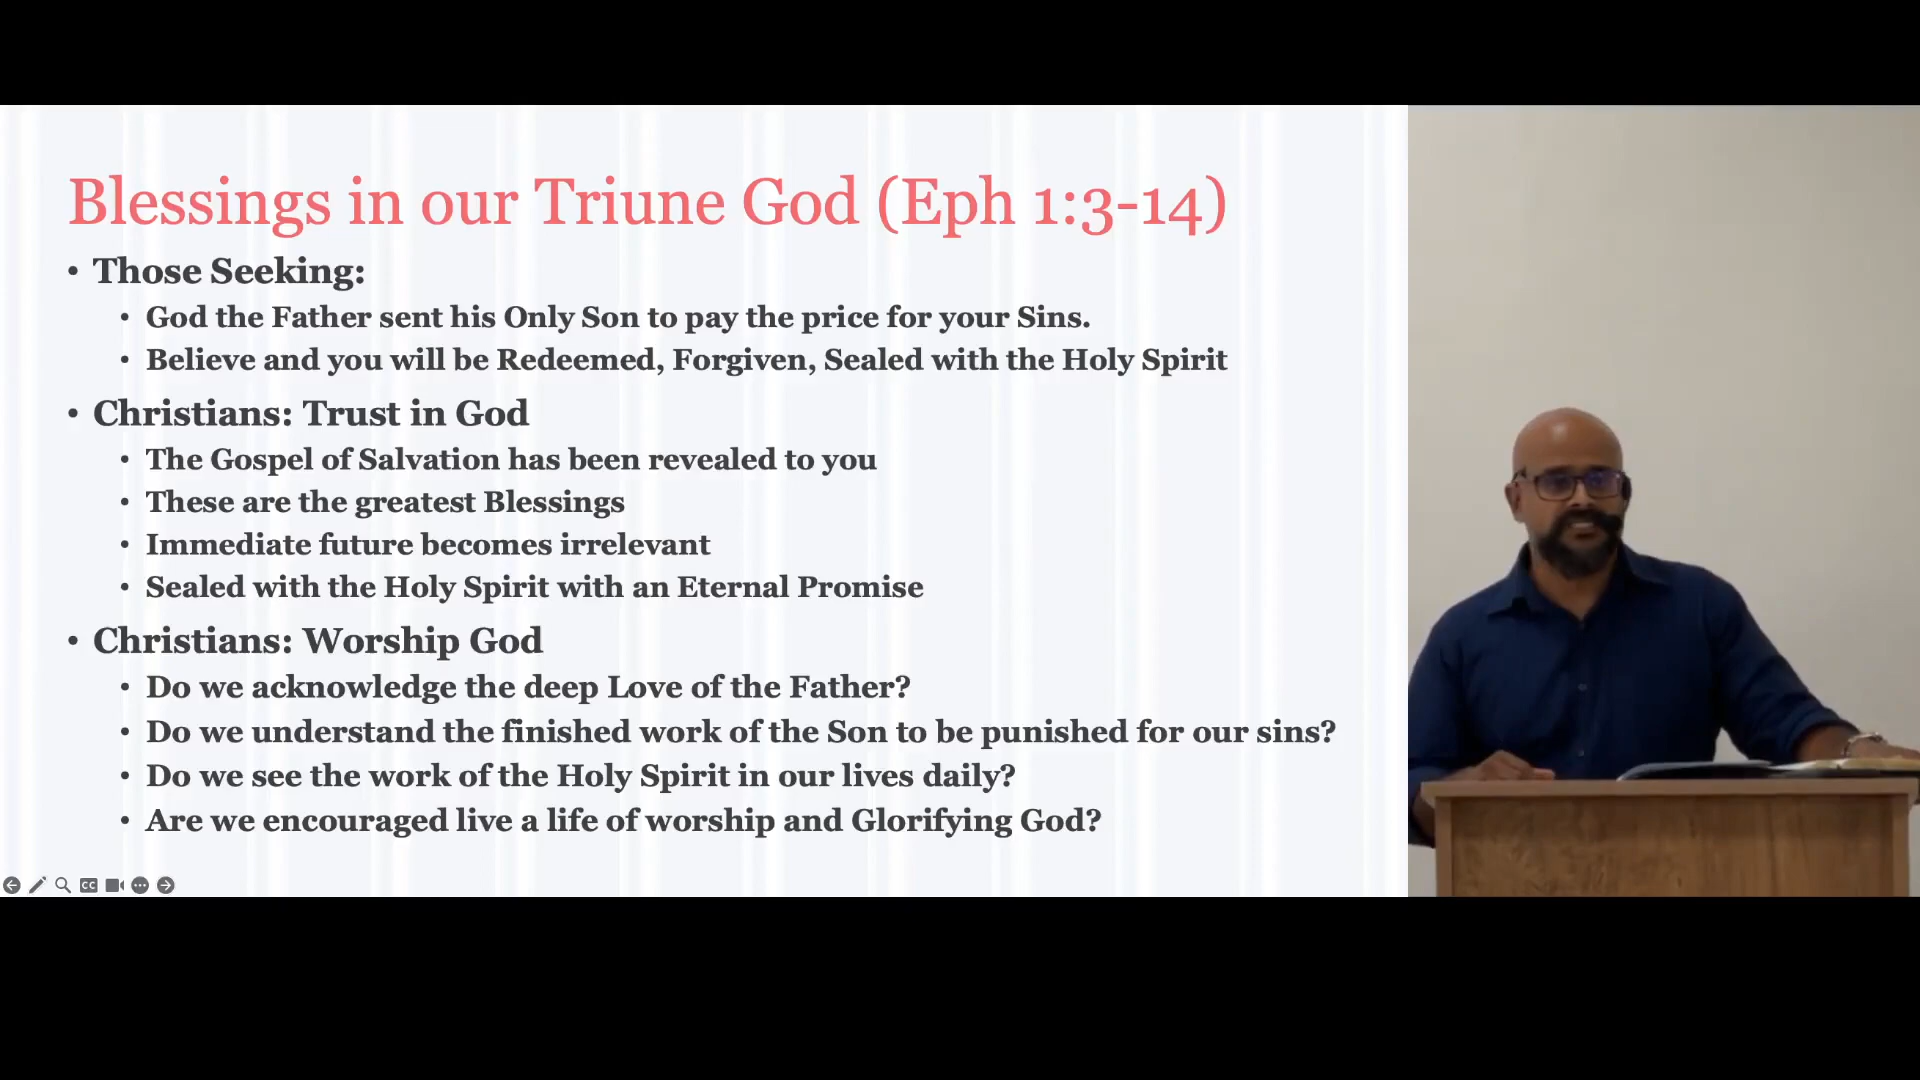 Blessings in our Triune God (Eph 1:3-14)
• Those Seeking:
• God the Father sent his Only Son to pay the price for your Sins.
• Believe and you will be Redeemed, Forgiven, Sealed with the Holy Spirit
• Christians: Trust in God
• The Gospel of Salvation has been revealed to you
• These are the greatest Blessings
• Immediate future becomes irrelevant
• Sealed with the Holy Spirit with an Eternal Promise
• Christians: Worship God
• Do we acknowledge the deep Love of the Father?
• Do we understand the finished work of the Son to be punished for our sins?
• Do we see the work of the Holy Spirit in our lives daily?
• Are we encouraged live a life of worship and Glorifying God?
CC